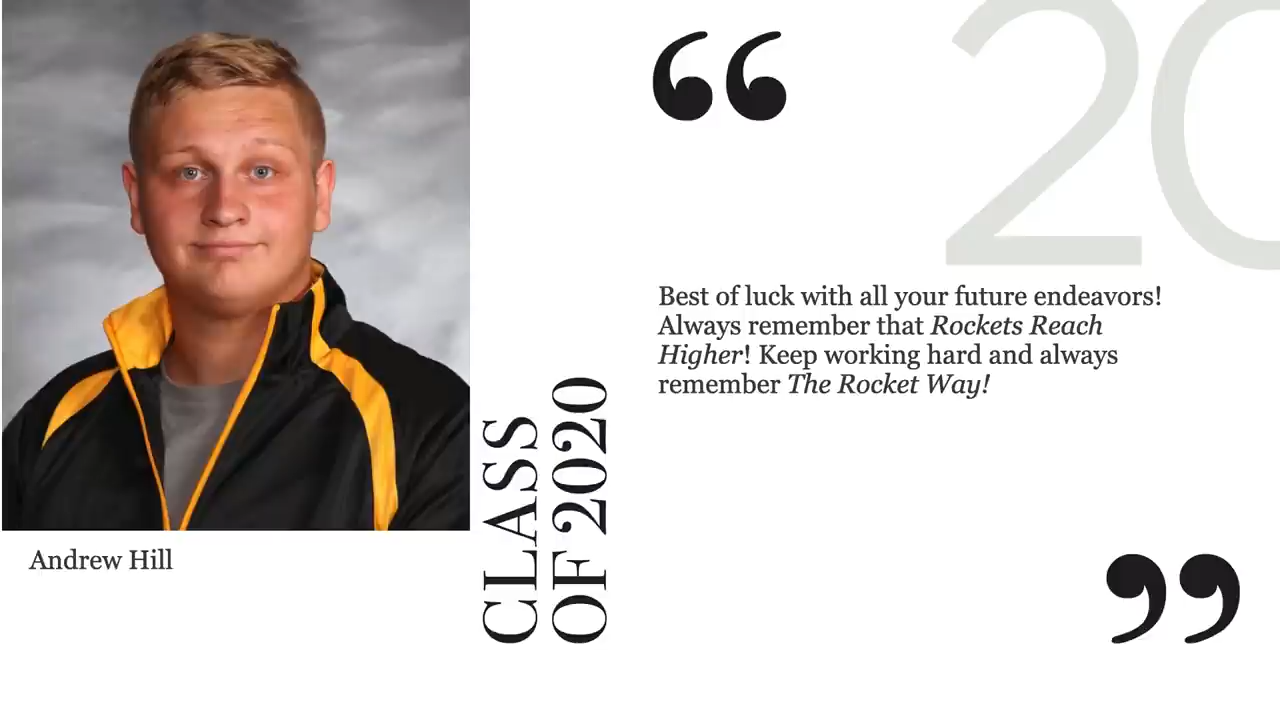 20
“
Best of luck with all your future endeavors!
Always remember that Rockets Reach
Higher! Keep working hard and always
remember The Rocket Way!
CLASS
OF 2020
Andrew Hill
”